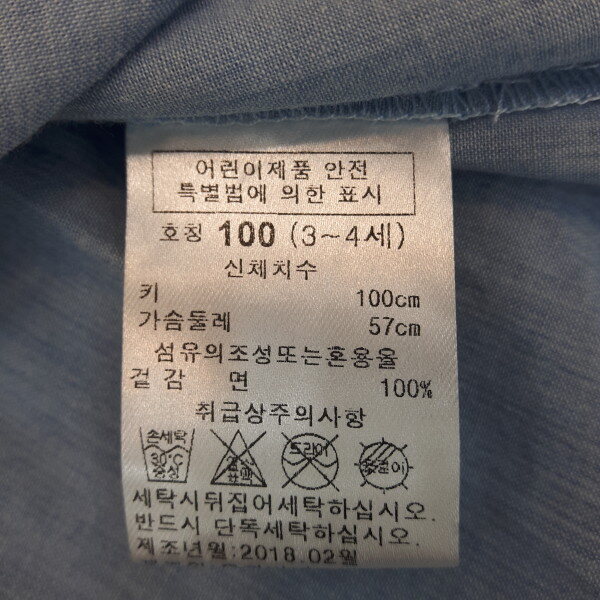 어린이제품 안전
특별법에 의한 표시
호칭 100 (3~4세)
신체치수
키 100cm
가슴둘레 57cm
섬유의조성또는혼용율
겉감 면 100%
취급상주의사항
손세탁 30°C 중성
염소 표백
드라이
세탁시뒤집어세탁하십시오.
반드시 단독세탁하십시오.
제조년월:2018.02월